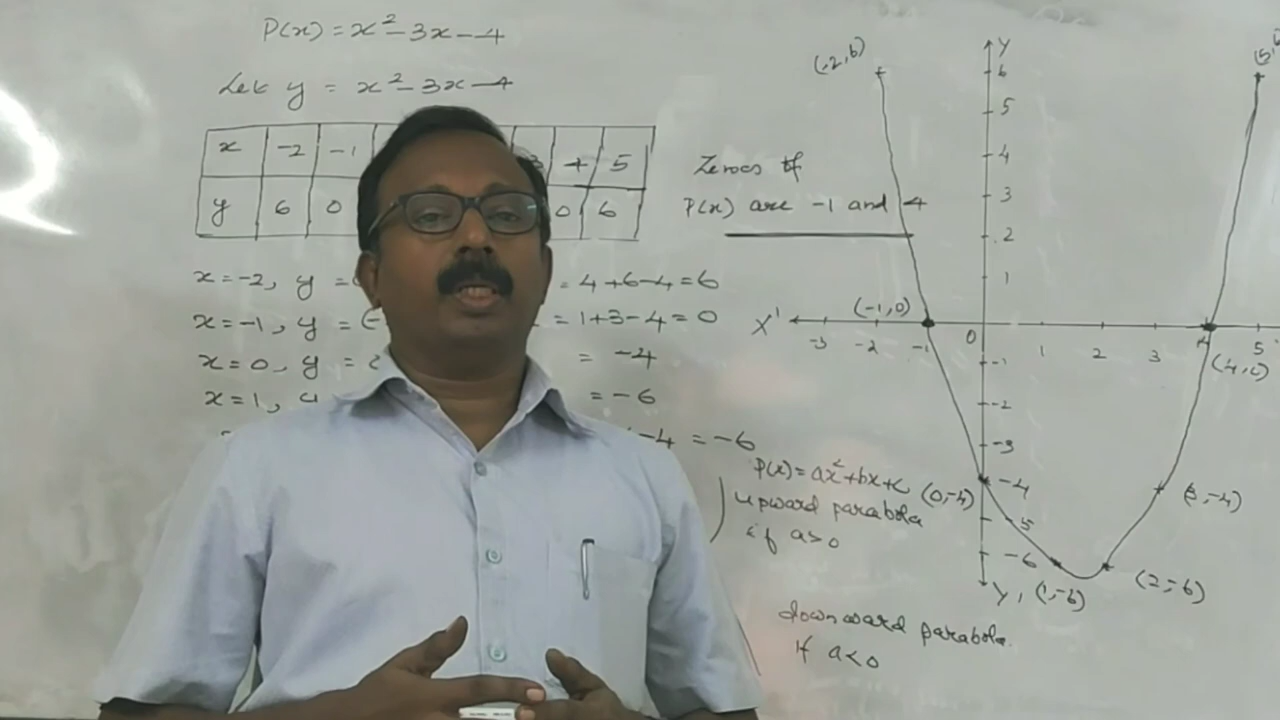 P(x) = x² - 3x - 4
Let y = x² - 3x - 4
x -2 -1 + 5
y 6 0 0 6
x = -2, y = = 4 + 6 - 4 = 6
x = -1, y = (- = 1 + 3 - 4 = 0
x = 0, y = = -4
x = 1, = -6
- 4 = -6
Zeroes of
P(x) are -1 and 4
P(x) = ax² + bx + c
upward parabola
if a > 0
downward parabola.
if a < 0
(-2, 6)
Y
6
5
4
3
2
1
(-1, 0)
X' -3 -2 -1 0 1 2 3 4 5
(4, 0)
-1
-2
-3
(0, -4) -4
(3, -4)
-5
-6
Y' (1, -6) (2, -6)